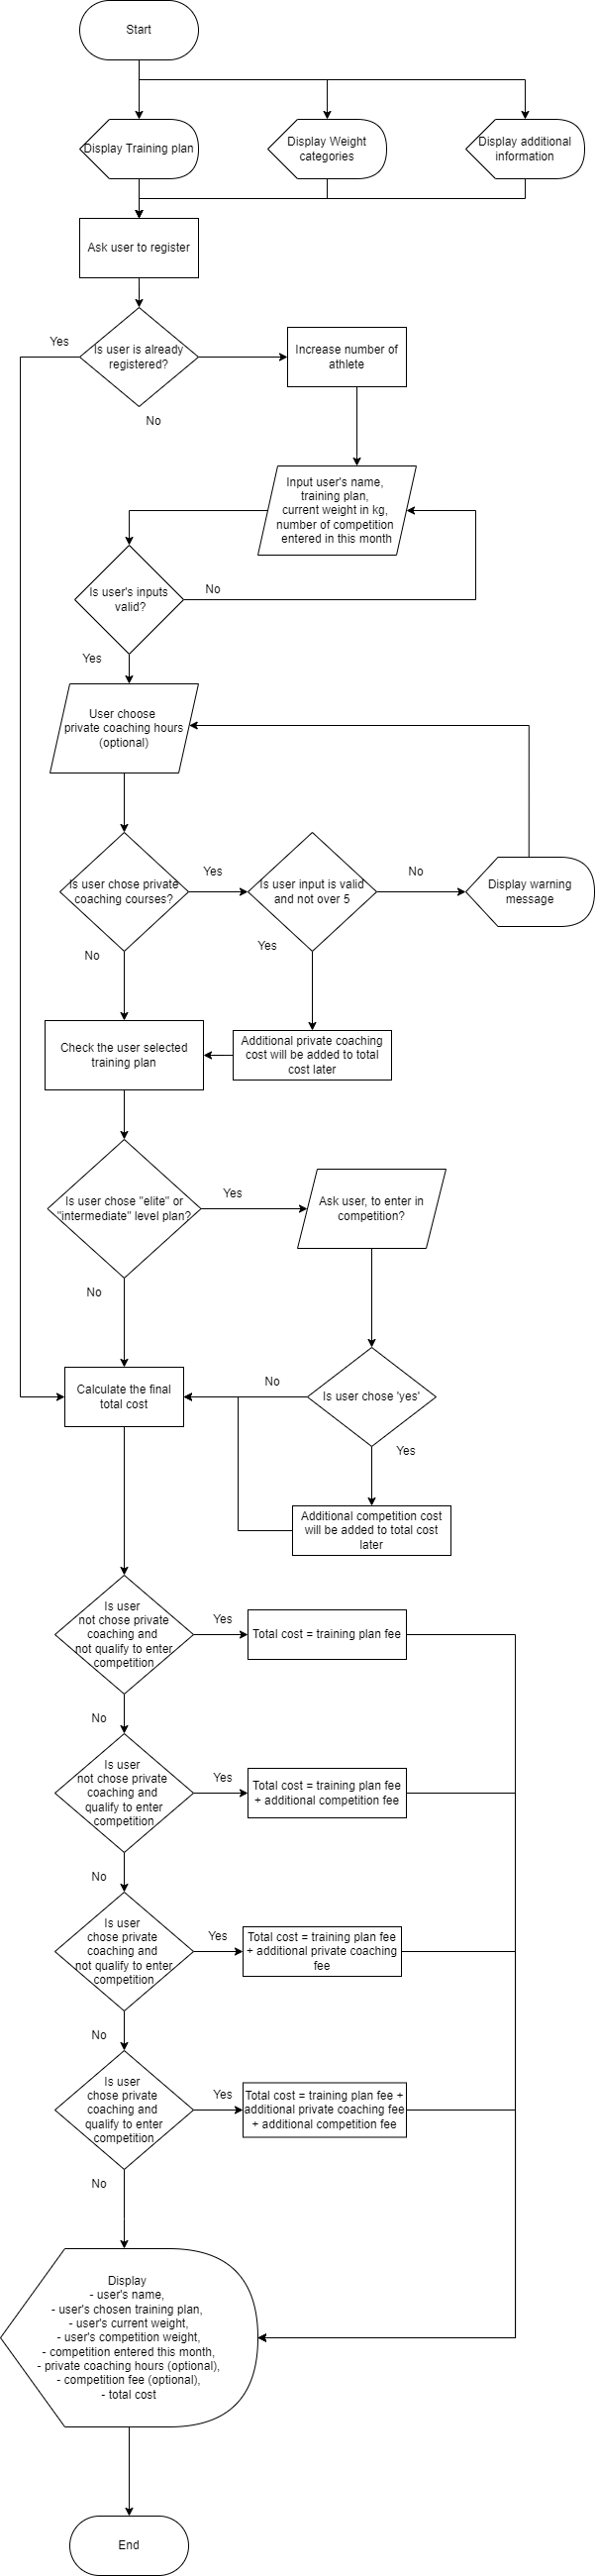 Start
Display Training plan
Display Weight
categories
Display additional
information
Ask user to register
Yes
Is user is already
registered?
Increase number of
athlete
No
Input user's name,
training plan,
current weight in kg,
number of competition
entered in this month
Is user's inputs
valid?
No
Yes
User choose
private coaching hours
(optional)
Is user chose private
coaching courses?
Yes
Is user input is valid
and not over 5
No
Display warning
message
No
Yes
Check the user selected
training plan
Additional private coaching
cost will be added to total
cost later
Is user chose "elite" or
"intermediate" level plan?
Yes
Ask user, to enter in
competition?
No
Calculate the final
total cost
No
Is user chose 'yes'
Yes
Additional competition cost
will be added to total cost
later
Is user
not chose private
coaching and
not qualify to enter
competition
Yes
Total cost = training plan fee
No
Is user
not chose private
coaching and
qualify to enter
competition
Yes
Total cost = training plan fee
+ additional competition fee
No
Is user
chose private
coaching and
not qualify to enter
competition
Yes
Total cost = training plan fee
+ additional private coaching
fee
No
Is user
chose private
coaching and
qualify to enter
competition
Yes
Total cost = training plan fee +
additional private coaching fee
+ additional competition fee
No
Display
- user's name,
- user's chosen training plan,
- user's current weight,
- user's competition weight,
- competition entered this month,
- private coaching hours (optional),
- competition fee (optional),
- total cost
End